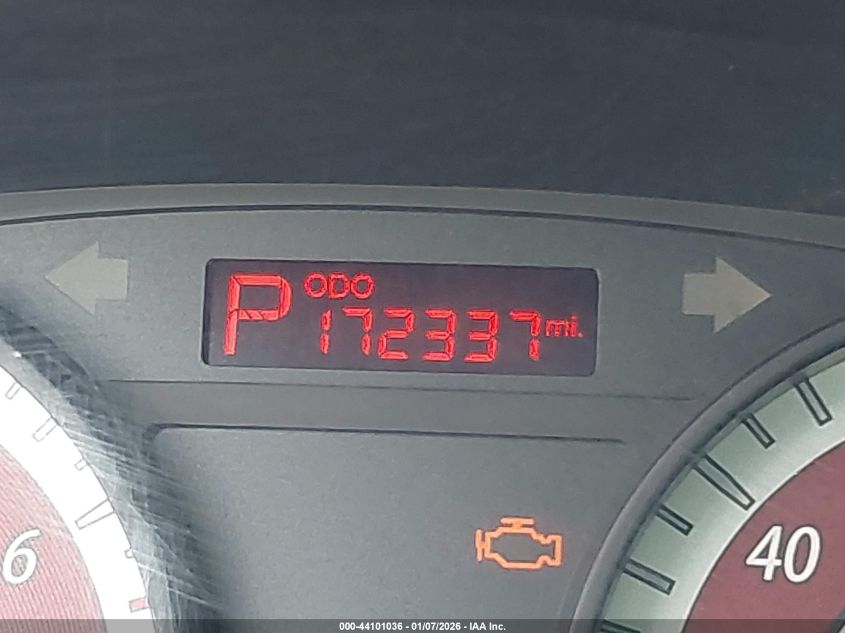 P ODO
172337 mi.
6
40
000-44101036 - 01/07/2026 - IAA Inc.